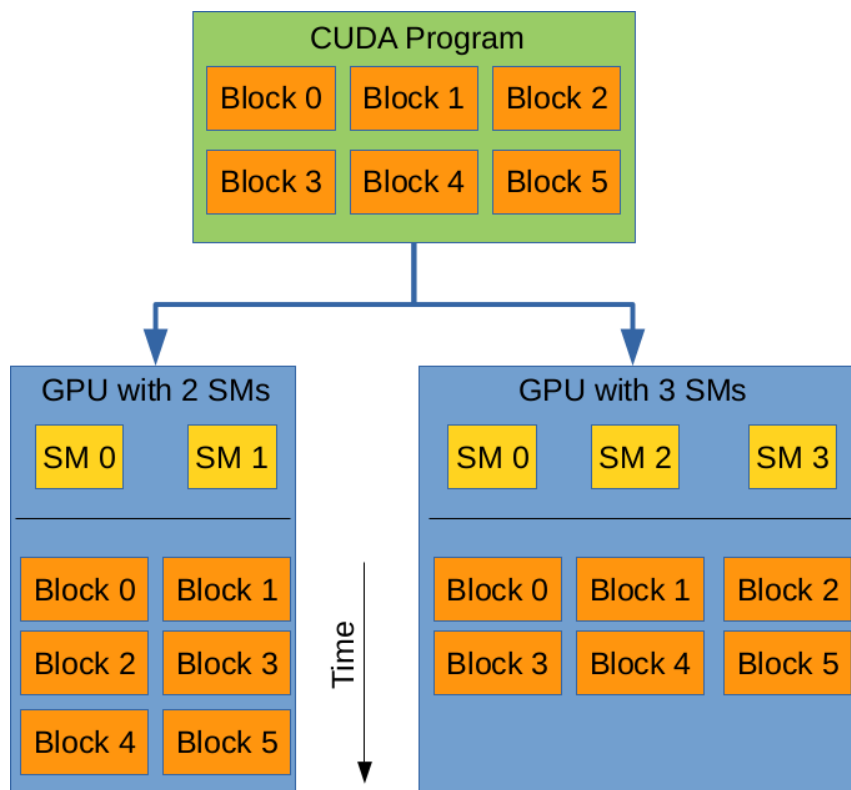 CUDA Program
Block 0 Block 1 Block 2
Block 3 Block 4 Block 5
GPU with 2 SMs
SM 0 SM 1
Block 0 Block 1
Block 2 Block 3
Block 4 Block 5
Time
GPU with 3 SMs
SM 0 SM 2 SM 3
Block 0 Block 1 Block 2
Block 3 Block 4 Block 5